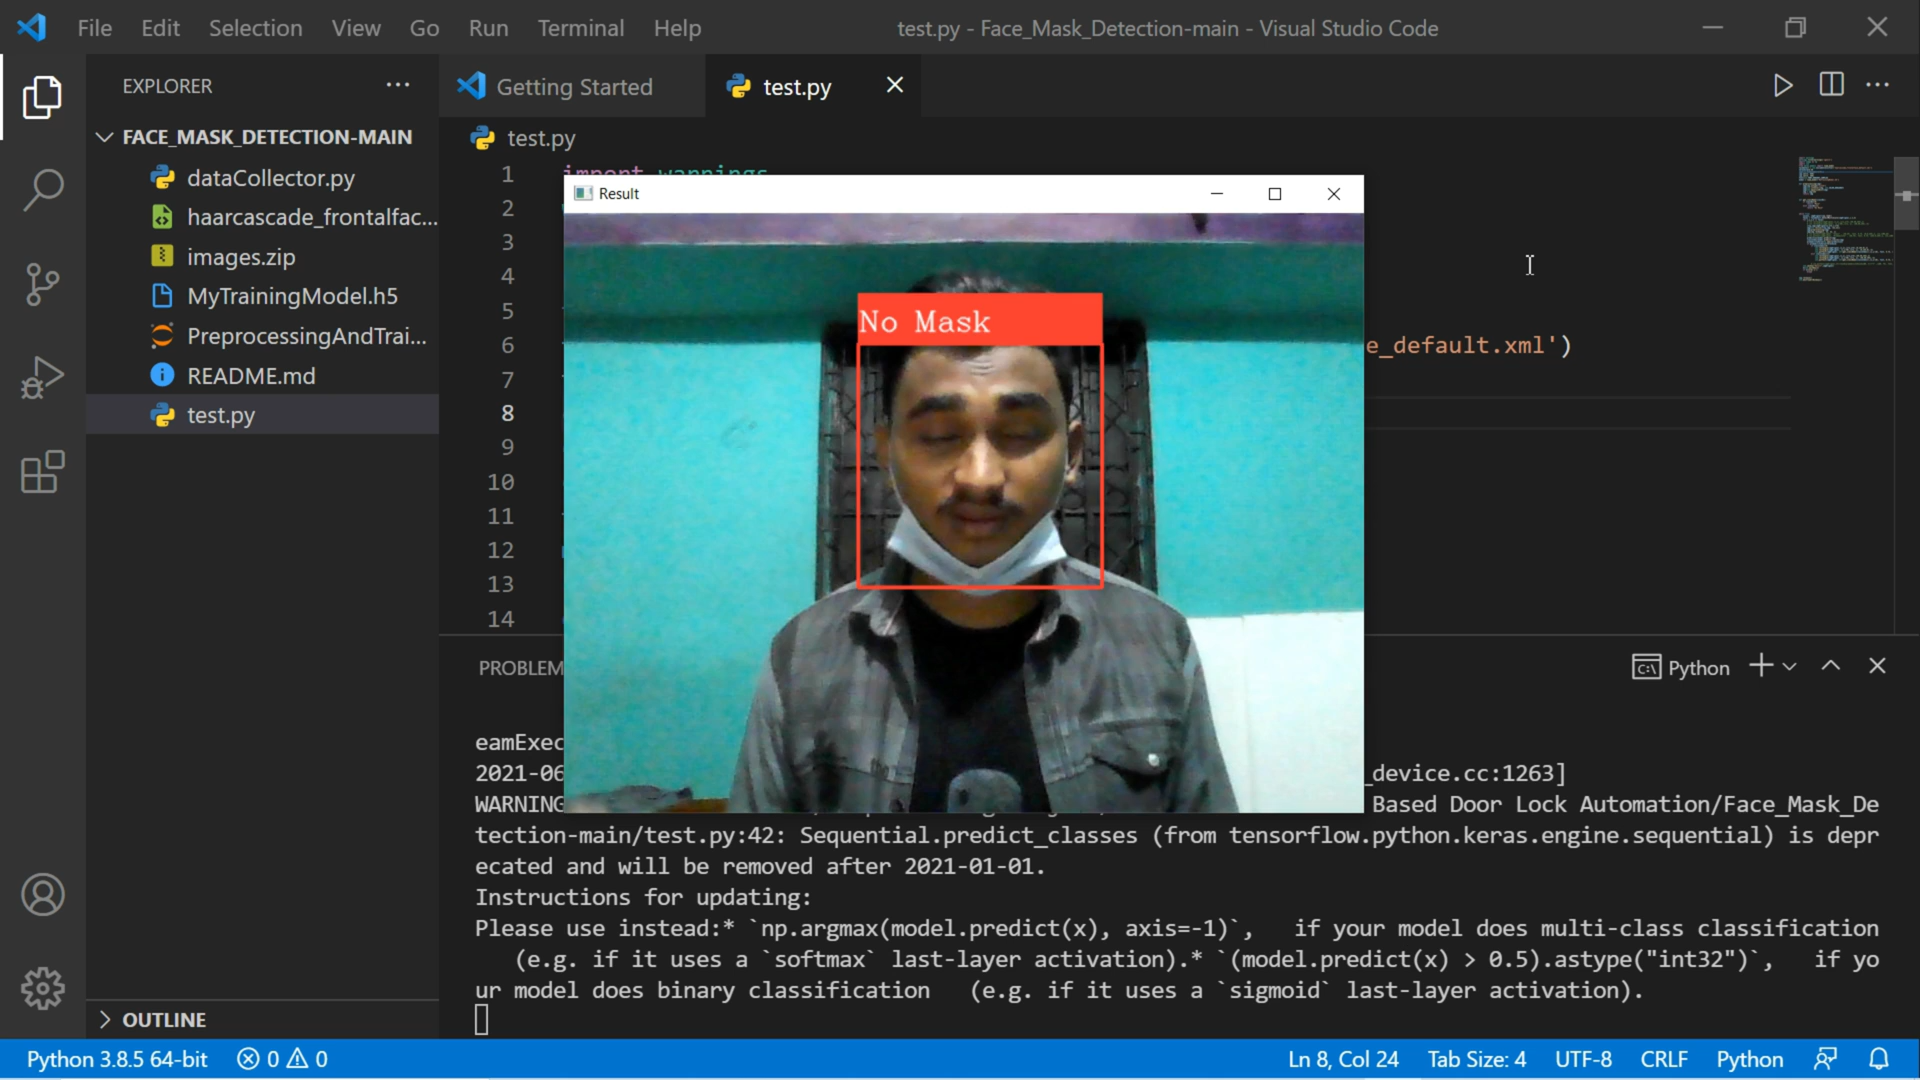 File Edit Selection View Go Run Terminal Help
test.py - Face_Mask_Detection-main - Visual Studio Code
EXPLORER
Getting Started
test.py
FACE_MASK_DETECTION-MAIN
dataCollector.py
haarcascade_frontalfac...
images.zip
MyTrainingModel.h5
PreprocessingAndTrai...
README.md
test.py
test.py
1 import warnings
2
3
4
5
6 e_default.xml')
7
8
9
10
11
12
13
14
Result
No Mask
PROBLEM
Python
eamExec
2021-06 _device.cc:1263]
WARNING Based Door Lock Automation/Face_Mask_De
tection-main/test.py:42: Sequential.predict_classes (from tensorflow.python.keras.engine.sequential) is depr
ecated and will be removed after 2021-01-01.
Instructions for updating:
Please use instead:* `np.argmax(model.predict(x), axis=-1)`,   if your model does multi-class classification
(e.g. if it uses a `softmax` last-layer activation).* `(model.predict(x) > 0.5).astype("int32")`,   if yo
ur model does binary classification   (e.g. if it uses a `sigmoid` last-layer activation).
OUTLINE
Python 3.8.5 64-bit 0 0
Ln 8, Col 24 Tab Size: 4 UTF-8 CRLF Python